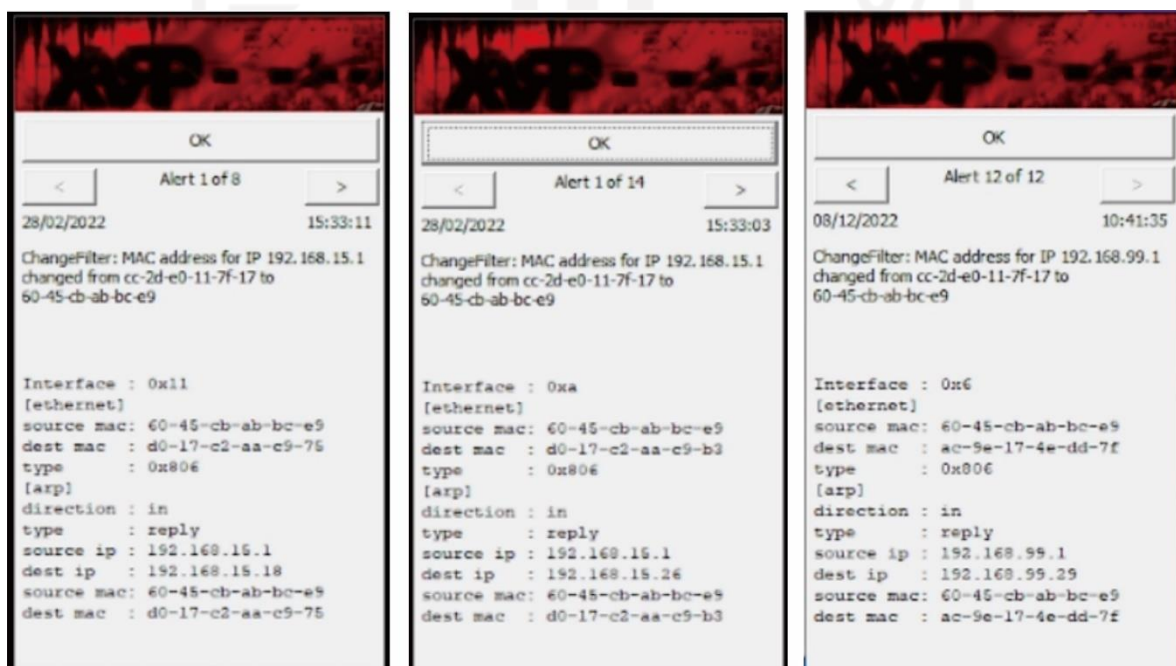 XArp
OK
< Alert 1 of 8 >
28/02/2022 15:33:11
ChangeFilter: MAC address for IP 192.168.15.1
changed from cc-2d-e0-11-7f-17 to
60-45-cb-ab-bc-e9
Interface : 0x11
[ethernet]
source mac: 60-45-cb-ab-bc-e9
dest mac : d0-17-c2-aa-c9-75
type : 0x806
[arp]
direction : in
type : reply
source ip : 192.168.15.1
dest ip : 192.168.15.18
source mac: 60-45-cb-ab-bc-e9
dest mac : d0-17-c2-aa-c9-75
XArp
OK
< Alert 1 of 14 >
28/02/2022 15:33:03
ChangeFilter: MAC address for IP 192.168.15.1
changed from cc-2d-e0-11-7f-17 to
60-45-cb-ab-bc-e9
Interface : 0xa
[ethernet]
source mac: 60-45-cb-ab-bc-e9
dest mac : d0-17-c2-aa-c9-b3
type : 0x806
[arp]
direction : in
type : reply
source ip : 192.168.15.1
dest ip : 192.168.15.26
source mac: 60-45-cb-ab-bc-e9
dest mac : d0-17-c2-aa-c9-b3
XArp
OK
< Alert 12 of 12 >
08/12/2022 10:41:35
ChangeFilter: MAC address for IP 192.168.99.1
changed from cc-2d-e0-11-7f-17 to
60-45-cb-ab-bc-e9
Interface : 0x6
[ethernet]
source mac: 60-45-cb-ab-bc-e9
dest mac : ac-9e-17-4e-dd-7f
type : 0x806
[arp]
direction : in
type : reply
source ip : 192.168.99.1
dest ip : 192.168.99.29
source mac: 60-45-cb-ab-bc-e9
dest mac : ac-9e-17-4e-dd-7f